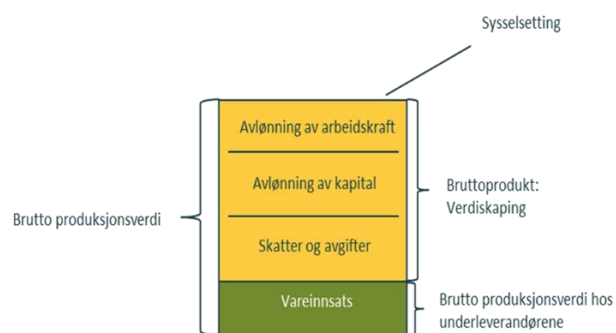 Sysselsetting
Avlønning av arbeidskraft
Avlønning av kapital
Bruttoprodukt:
Verdiskaping
Brutto produksjonsverdi
Skatter og avgifter
Vareinnsats
Brutto produksjonsverdi hos
underleverandørene